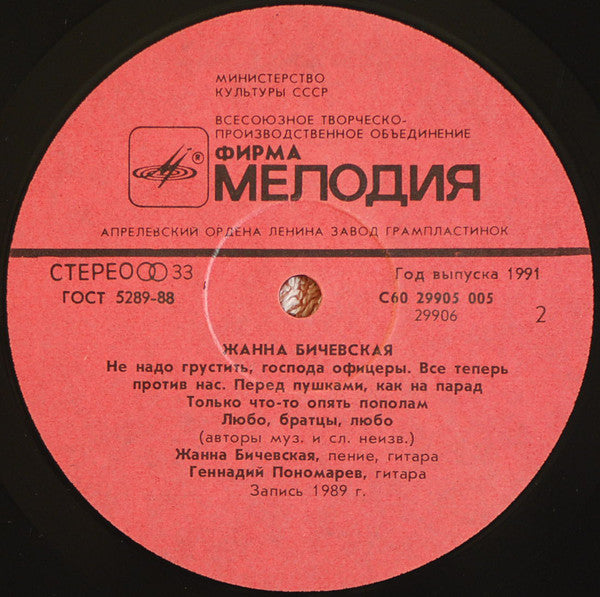 МИНИСТЕРСТВО
КУЛЬТУРЫ СССР
ВСЕСОЮЗНОЕ ТВОРЧЕСКО-
ПРОИЗВОДСТВЕННОЕ ОБЪЕДИНЕНИЕ
®
ФИРМА
МЕЛОДИЯ
АПРЕЛЕВСКИЙ ОРДЕНА ЛЕНИНА ЗАВОД ГРАМПЛАСТИНОК
СТЕРЕО 33
Год выпуска 1991
ГОСТ 5289-88
С60 29905 005
29906
2
ЖАННА БИЧЕВСКАЯ
Не надо грустить, господа офицеры. Все теперь
против нас. Перед пушками, как на парад
Только что-то опять пополам
Любо, братцы, любо
(авторы муз. и сл. неизв.)
Жанна Бичевская, пение, гитара
Геннадий Пономарев, гитара
Запись 1989 г.